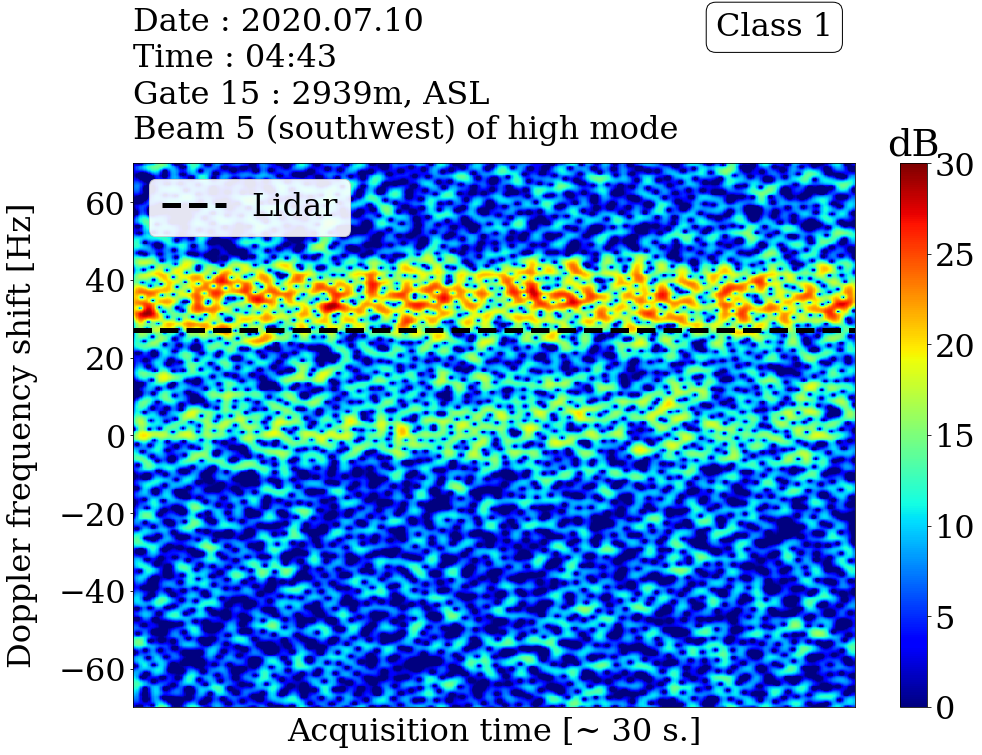 Date : 2020.07.10
Time : 04:43
Gate 15 : 2939m, ASL
Beam 5 (southwest) of high mode
Class 1
dB
Lidar
Doppler frequency shift [Hz]
60
40
20
0
−20
−40
−60
Acquisition time [~ 30 s.]
30
25
20
15
10
5
0